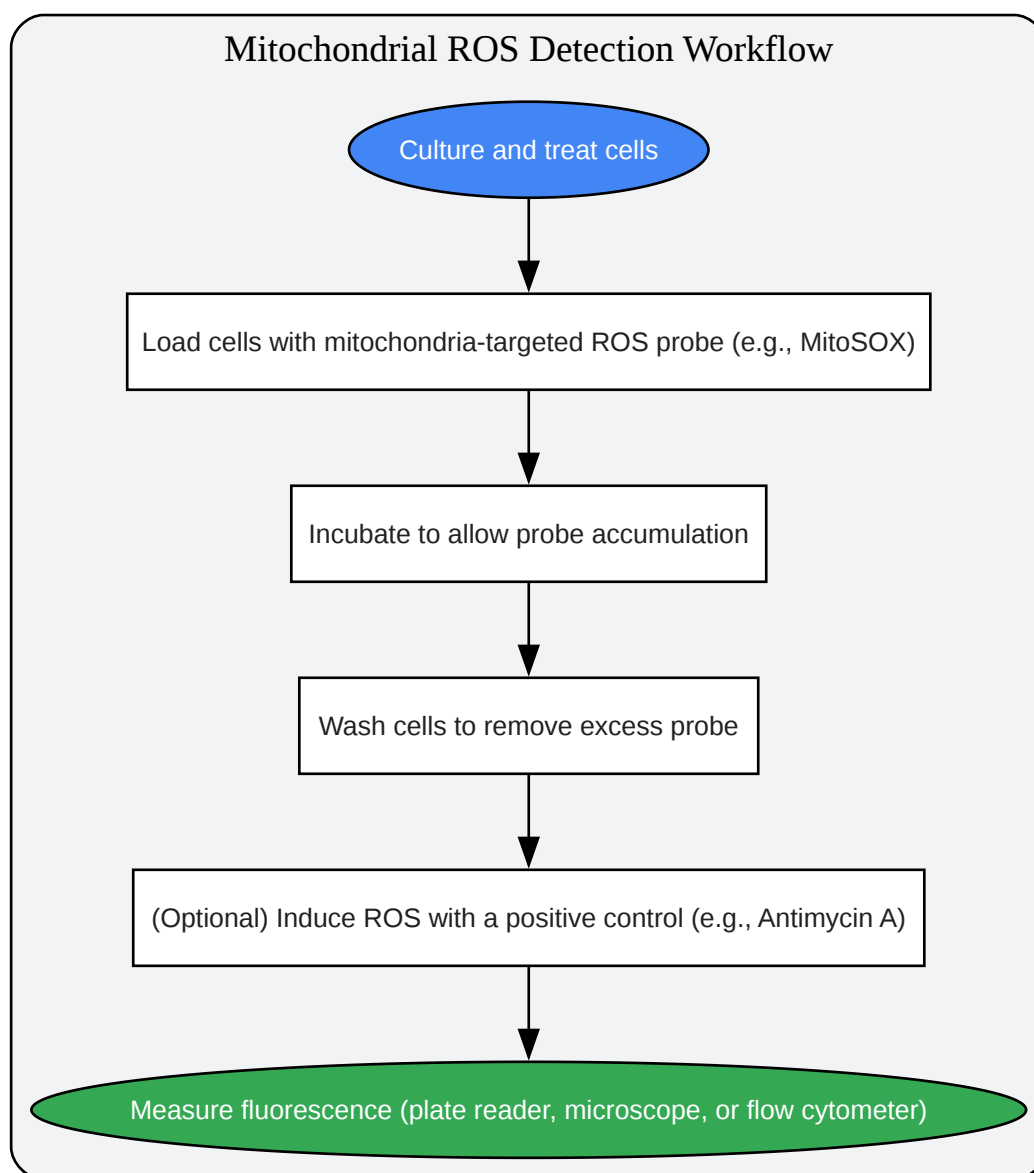 Mitochondrial ROS Detection Workflow
Culture and treat cells
Load cells with mitochondria-targeted ROS probe (e.g., MitoSOX)
Incubate to allow probe accumulation
Wash cells to remove excess probe
(Optional) Induce ROS with a positive control (e.g., Antimycin A)
Measure fluorescence (plate reader, microscope, or flow cytometer)